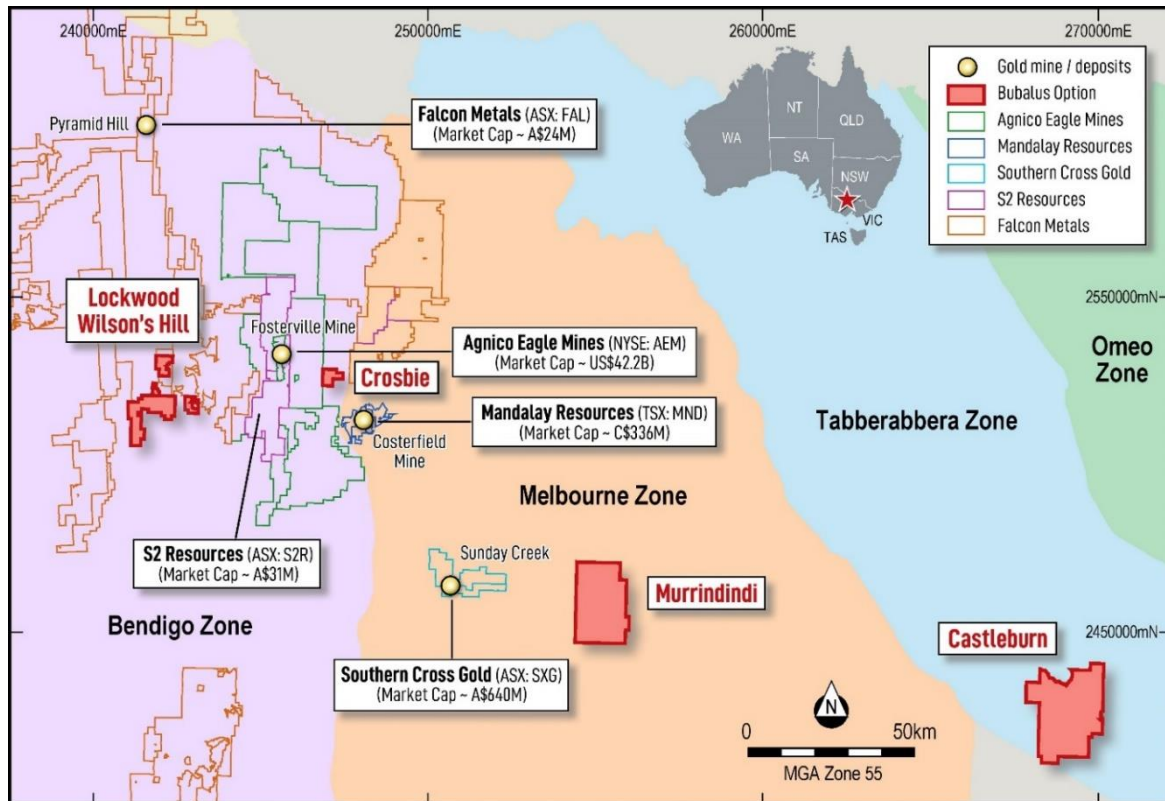 240000mE
250000mE
260000mE
270000mE
Gold mine / deposits
Bubalus Option
Agnico Eagle Mines
Mandalay Resources
Southern Cross Gold
S2 Resources
Falcon Metals
WA
NT
QLD
SA
NSW
VIC
TAS
Pyramid Hill
Falcon Metals (ASX: FAL)
(Market Cap ~ A$24M)
Lockwood
Wilson's Hill
Fosterville Mine
Agnico Eagle Mines (NYSE: AEM)
(Market Cap ~ US$42.2B)
Crosbie
Mandalay Resources (TSX: MND)
(Market Cap ~ C$336M)
Costerfield
Mine
2550000mN
Omeo
Zone
Tabberabbera Zone
Melbourne Zone
S2 Resources (ASX: S2R)
(Market Cap ~ A$31M)
Sunday Creek
Bendigo Zone
Murrindindi
2450000mN
Castleburn
Southern Cross Gold (ASX: SXG)
(Market Cap ~ A$640M)
N
0
50km
MGA Zone 55